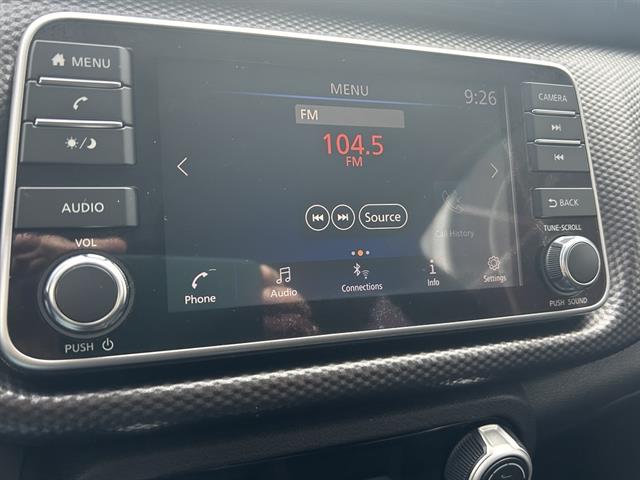 MENU
MENU
9:26
CAMERA
FM
104.5
FM
AUDIO
BACK
Source
Call History
VOL
TUNE·SCROLL
Phone
Audio
Connections
Info
Settings
PUSH
PUSH SOUND